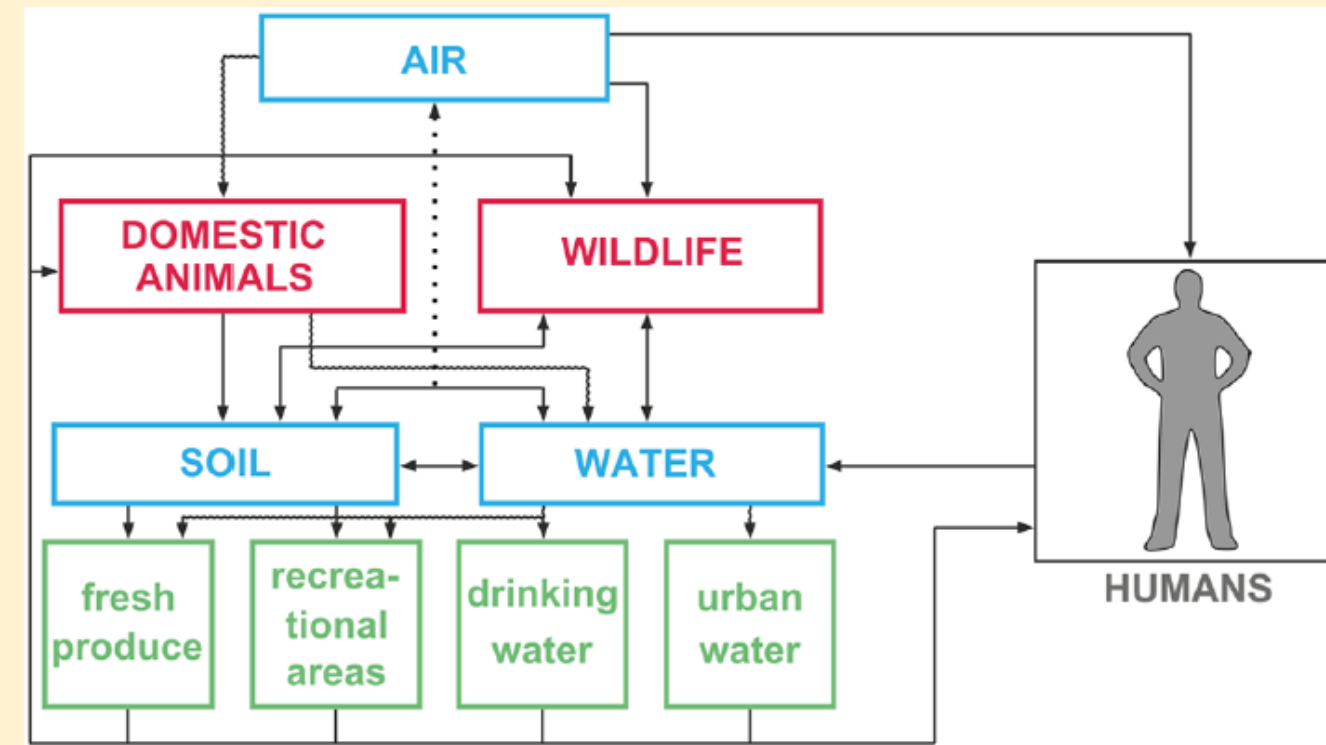 AIR
DOMESTIC
ANIMALS
WILDLIFE
SOIL
WATER
fresh
produce
recrea-
tional
areas
drinking
water
urban
water
HUMANS